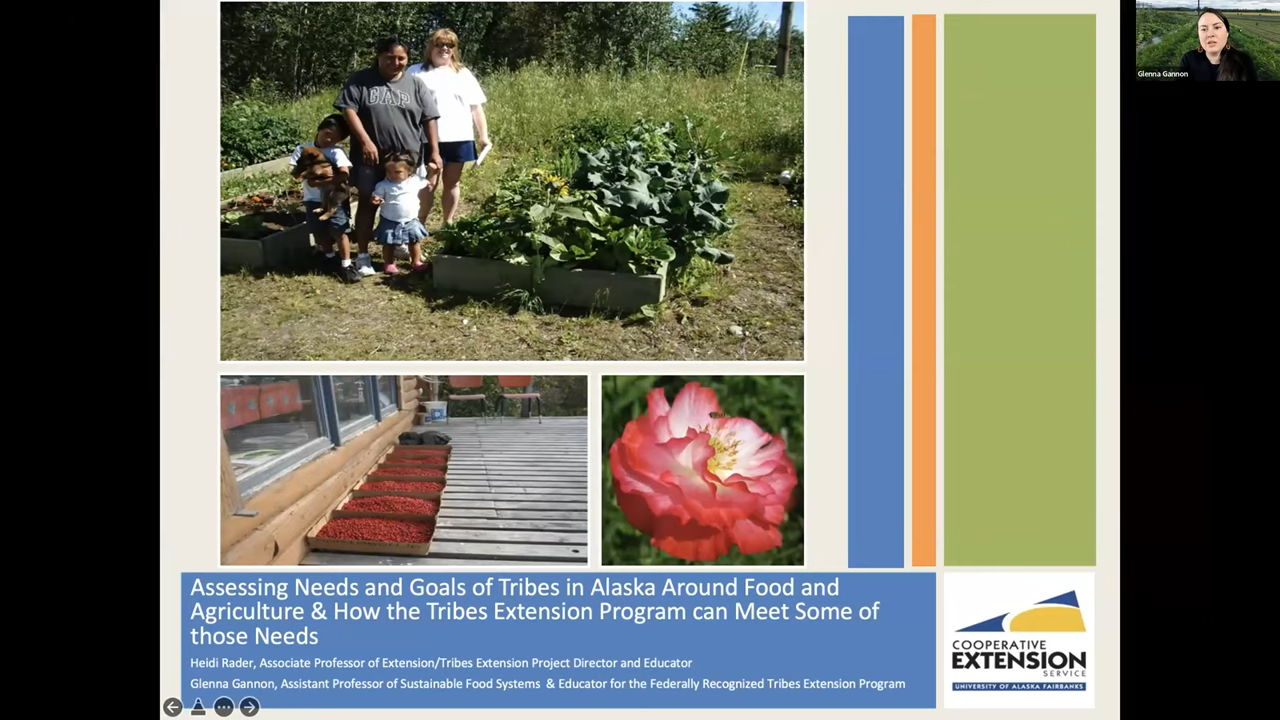 Glenna Gannon
GAP
Assessing Needs and Goals of Tribes in Alaska Around Food and
Agriculture & How the Tribes Extension Program can Meet Some of
those Needs
Heidi Rader, Associate Professor of Extension/Tribes Extension Project Director and Educator
Glenna Gannon, Assistant Professor of Sustainable Food Systems & Educator for the Federally Recognized Tribes Extension Program
COOPERATIVE
EXTENSION
SERVICE
UNIVERSITY OF ALASKA FAIRBANKS